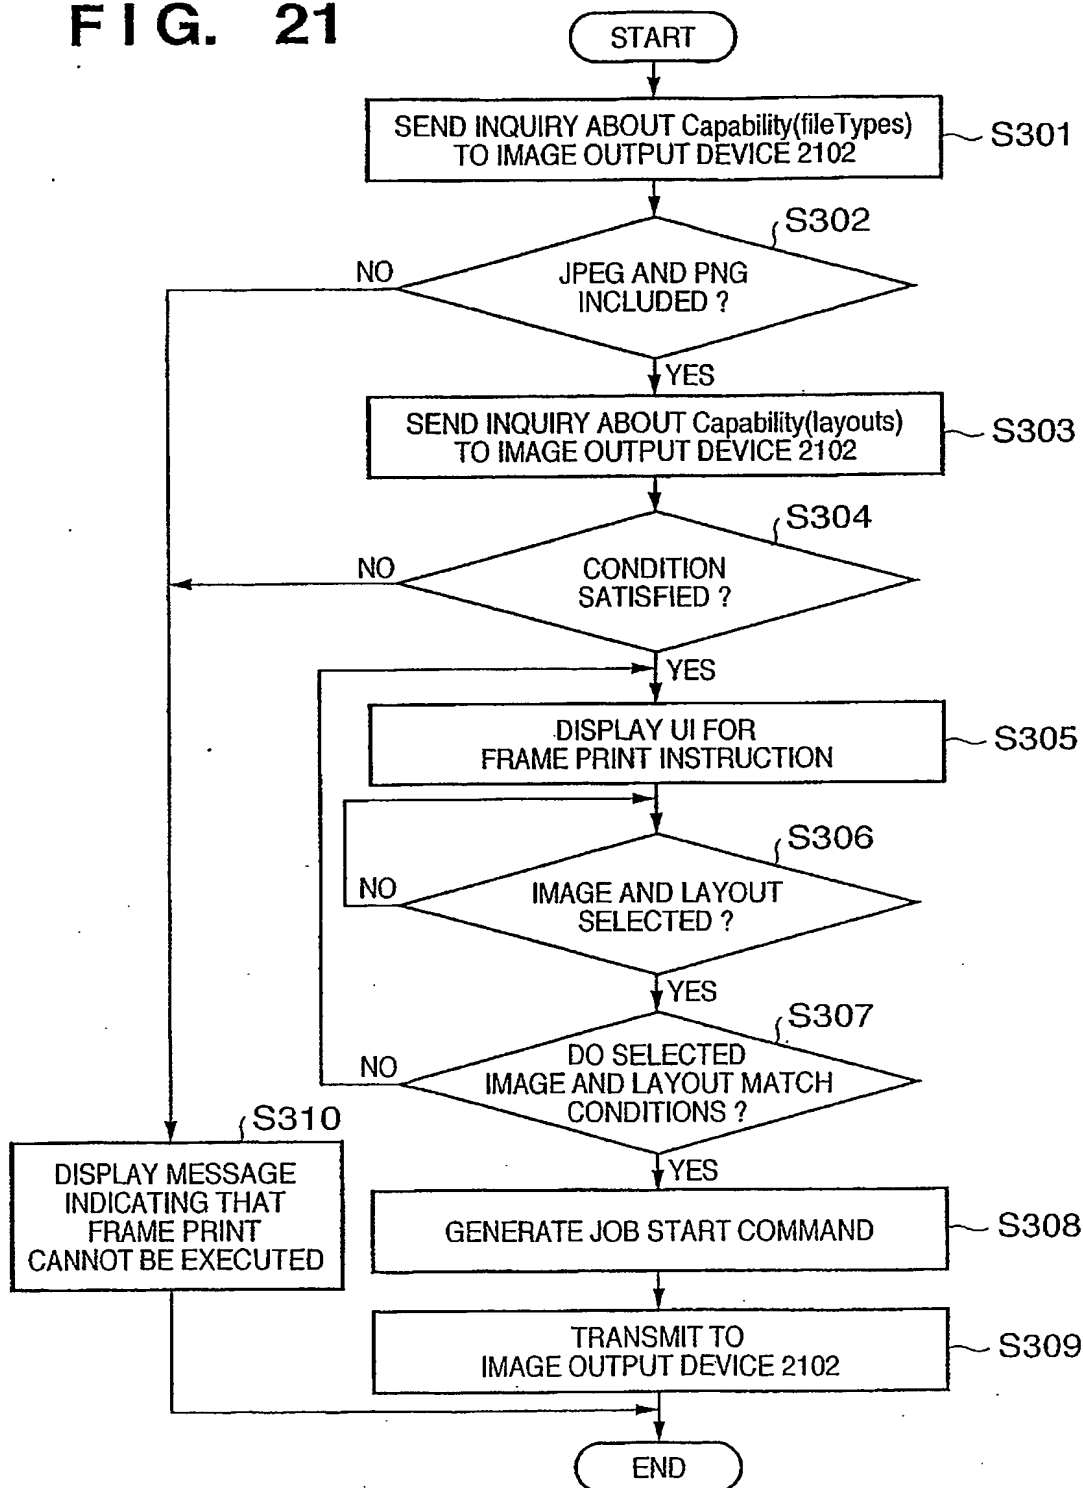 FIG. 21
START
SEND INQUIRY ABOUT Capability(fileTypes)
TO IMAGE OUTPUT DEVICE 2102
S301
S302
JPEG AND PNG
INCLUDED ?
NO
YES
SEND INQUIRY ABOUT Capability(layouts)
TO IMAGE OUTPUT DEVICE 2102
S303
S304
CONDITION
SATISFIED ?
NO
YES
DISPLAY UI FOR
FRAME PRINT INSTRUCTION
S305
S306
IMAGE AND LAYOUT
SELECTED ?
NO
YES
S307
DO SELECTED
IMAGE AND LAYOUT MATCH
CONDITIONS ?
NO
YES
S310
DISPLAY MESSAGE
INDICATING THAT
FRAME PRINT
CANNOT BE EXECUTED
GENERATE JOB START COMMAND
S308
TRANSMIT TO
IMAGE OUTPUT DEVICE 2102
S309
END